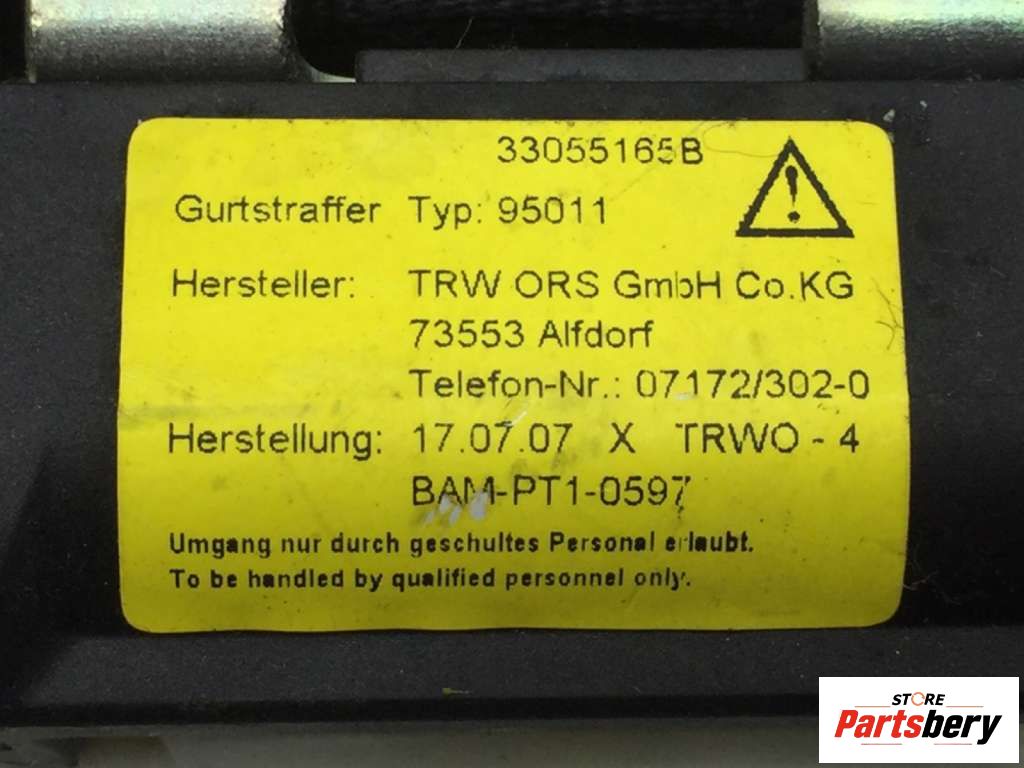 33055165B
Gurtstraffer Typ: 95011
Hersteller: TRW ORS GmbH Co.KG
73553 Alfdorf
Telefon-Nr.: 07172/302-0
Herstellung: 17.07.07 X TRWO - 4
BAM-PT1-0597
Umgang nur durch geschultes Personal erlaubt.
To be handled by qualified personnel only.
STORE
Partsbery